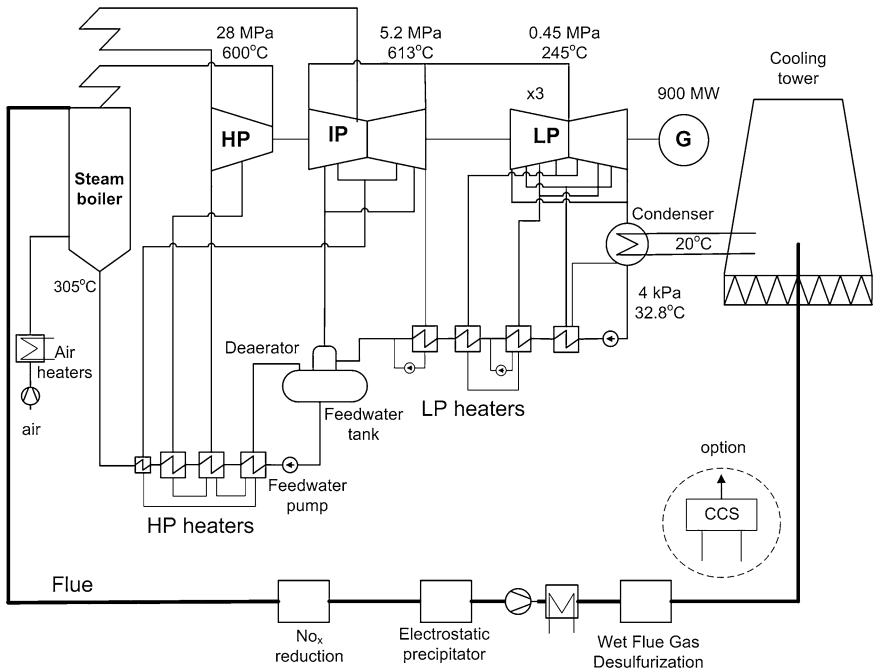 28 MPa
600°C
5.2 MPa
613°C
0.45 MPa
245°C
x3
900 MW
Cooling
tower
HP
IP
LP
G
Steam
boiler
Condenser
20°C
305°C
4 kPa
32.8°C
Air
heaters
air
Deaerator
Feedwater
tank
LP heaters
Feedwater
pump
HP heaters
option
CCS
Flue
Noₓ
reduction
Electrostatic
precipitator
Wet Flue Gas
Desulfurization